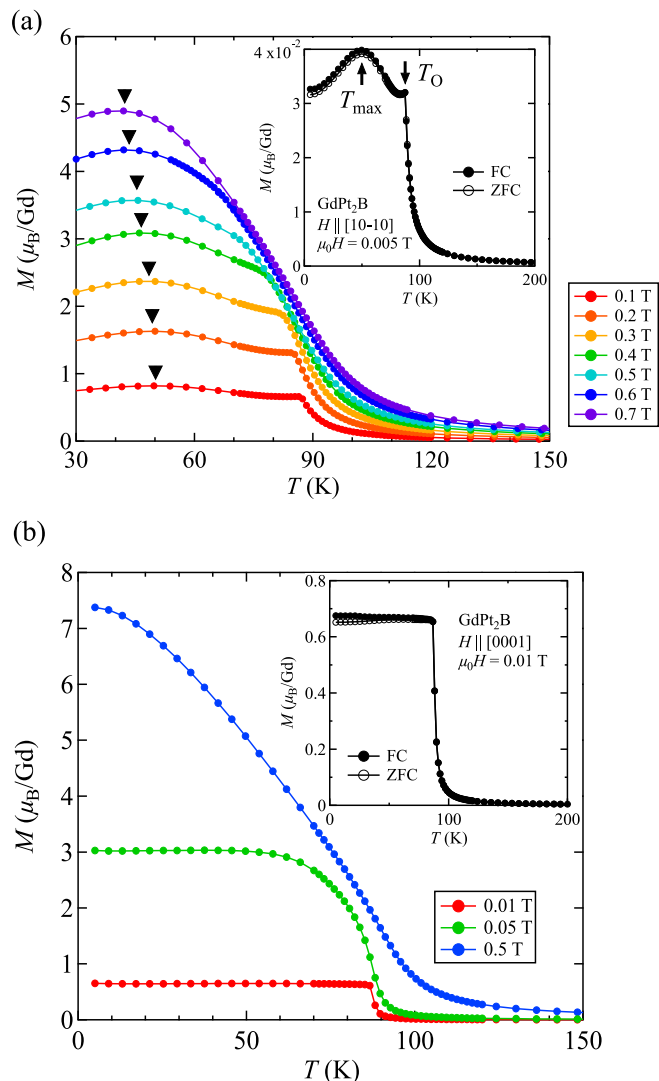 (a)
6
5
4
3
2
1
0
M (μB/Gd)
30
60
90
120
150
T (K)
4x10-2
3
2
1
0
M (μB/Gd)
Tmax
TO
FC
ZFC
GdPt2B
H || [10-10]
μ0H = 0.005 T
0
100
200
T (K)
0.1 T
0.2 T
0.3 T
0.4 T
0.5 T
0.6 T
0.7 T
(b)
8
7
6
5
4
3
2
1
0
M (μB/Gd)
0
50
100
150
T (K)
0.6
0.4
0.2
0
M (μB/Gd)
GdPt2B
H || [0001]
μ0H = 0.01 T
FC
ZFC
0
100
200
T (K)
0.01 T
0.05 T
0.5 T